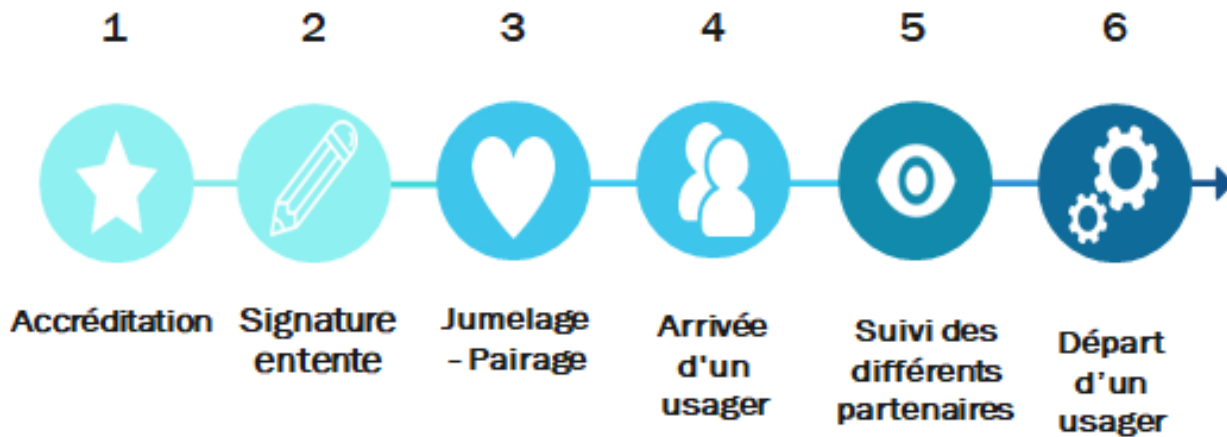 1
2
3
4
5
6
Accréditation
Signature
entente
Jumelage
– Pairage
Arrivée
d'un
usager
Suivi des
différents
partenaires
Départ
d’un
usager